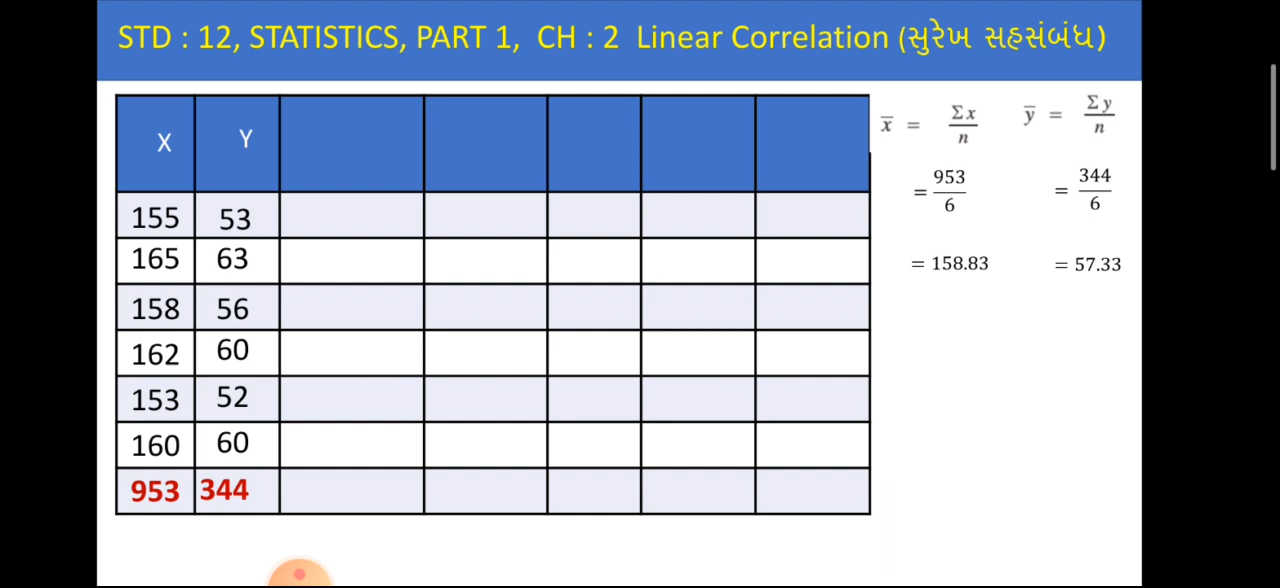 STD : 12, STATISTICS, PART 1, CH : 2 Linear Correlation (સુરેખ સહસંબંધ)
X Y
155 53
165 63
158 56
162 60
153 52
160 60
953 344
x̅ = Σx/n
= 953/6
= 158.83
y̅ = Σy/n
= 344/6
= 57.33